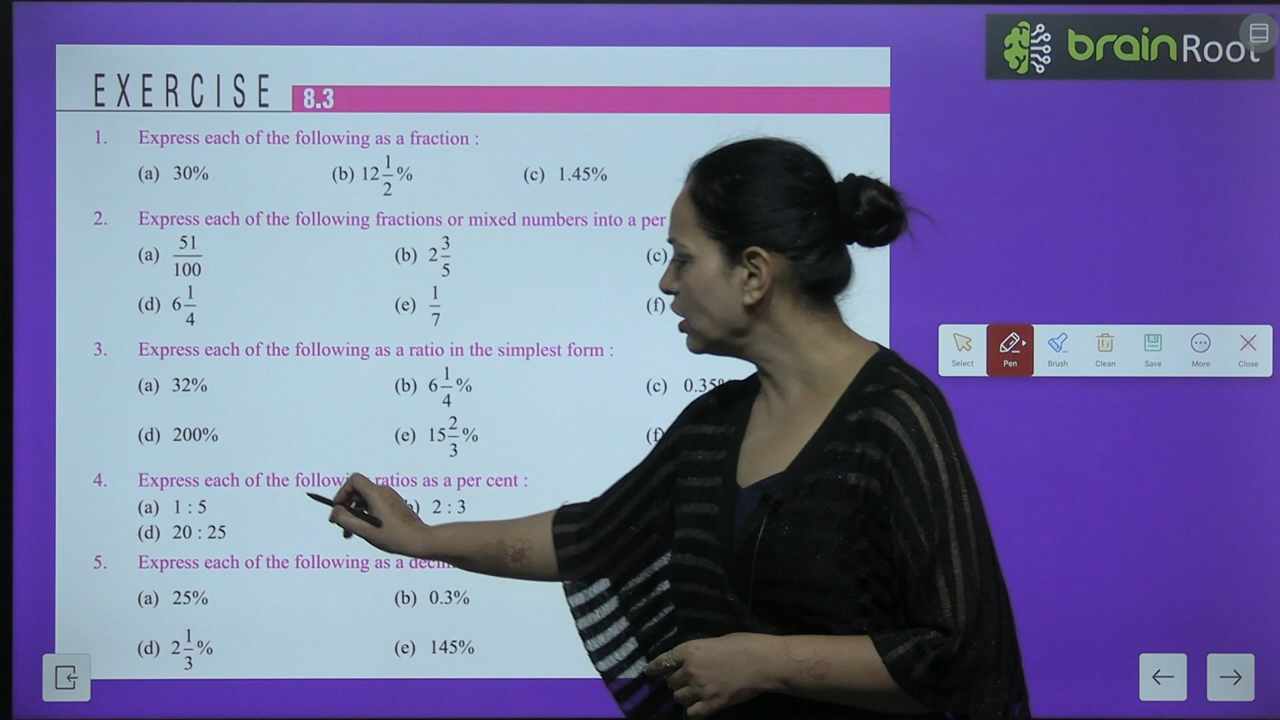 brainRoot
EXERCISE 8.3
1. Express each of the following as a fraction :
(a) 30% (b) 12 1/2 % (c) 1.45%
2. Express each of the following fractions or mixed numbers into a per
(a) 51/100 (b) 2 3/5 (c)
(d) 6 1/4 (e) 1/7 (f)
3. Express each of the following as a ratio in the simplest form :
(a) 32% (b) 6 1/4 % (c) 0.35%
(d) 200% (e) 15 2/3 % (f)
4. Express each of the following ratios as a per cent :
(a) 1 : 5 (b) 2 : 3
(d) 20 : 25
5. Express each of the following as a
(a) 25% (b) 0.3%
(d) 2 1/3 % (e) 145%
Select Pen Brush Clean Save More Close